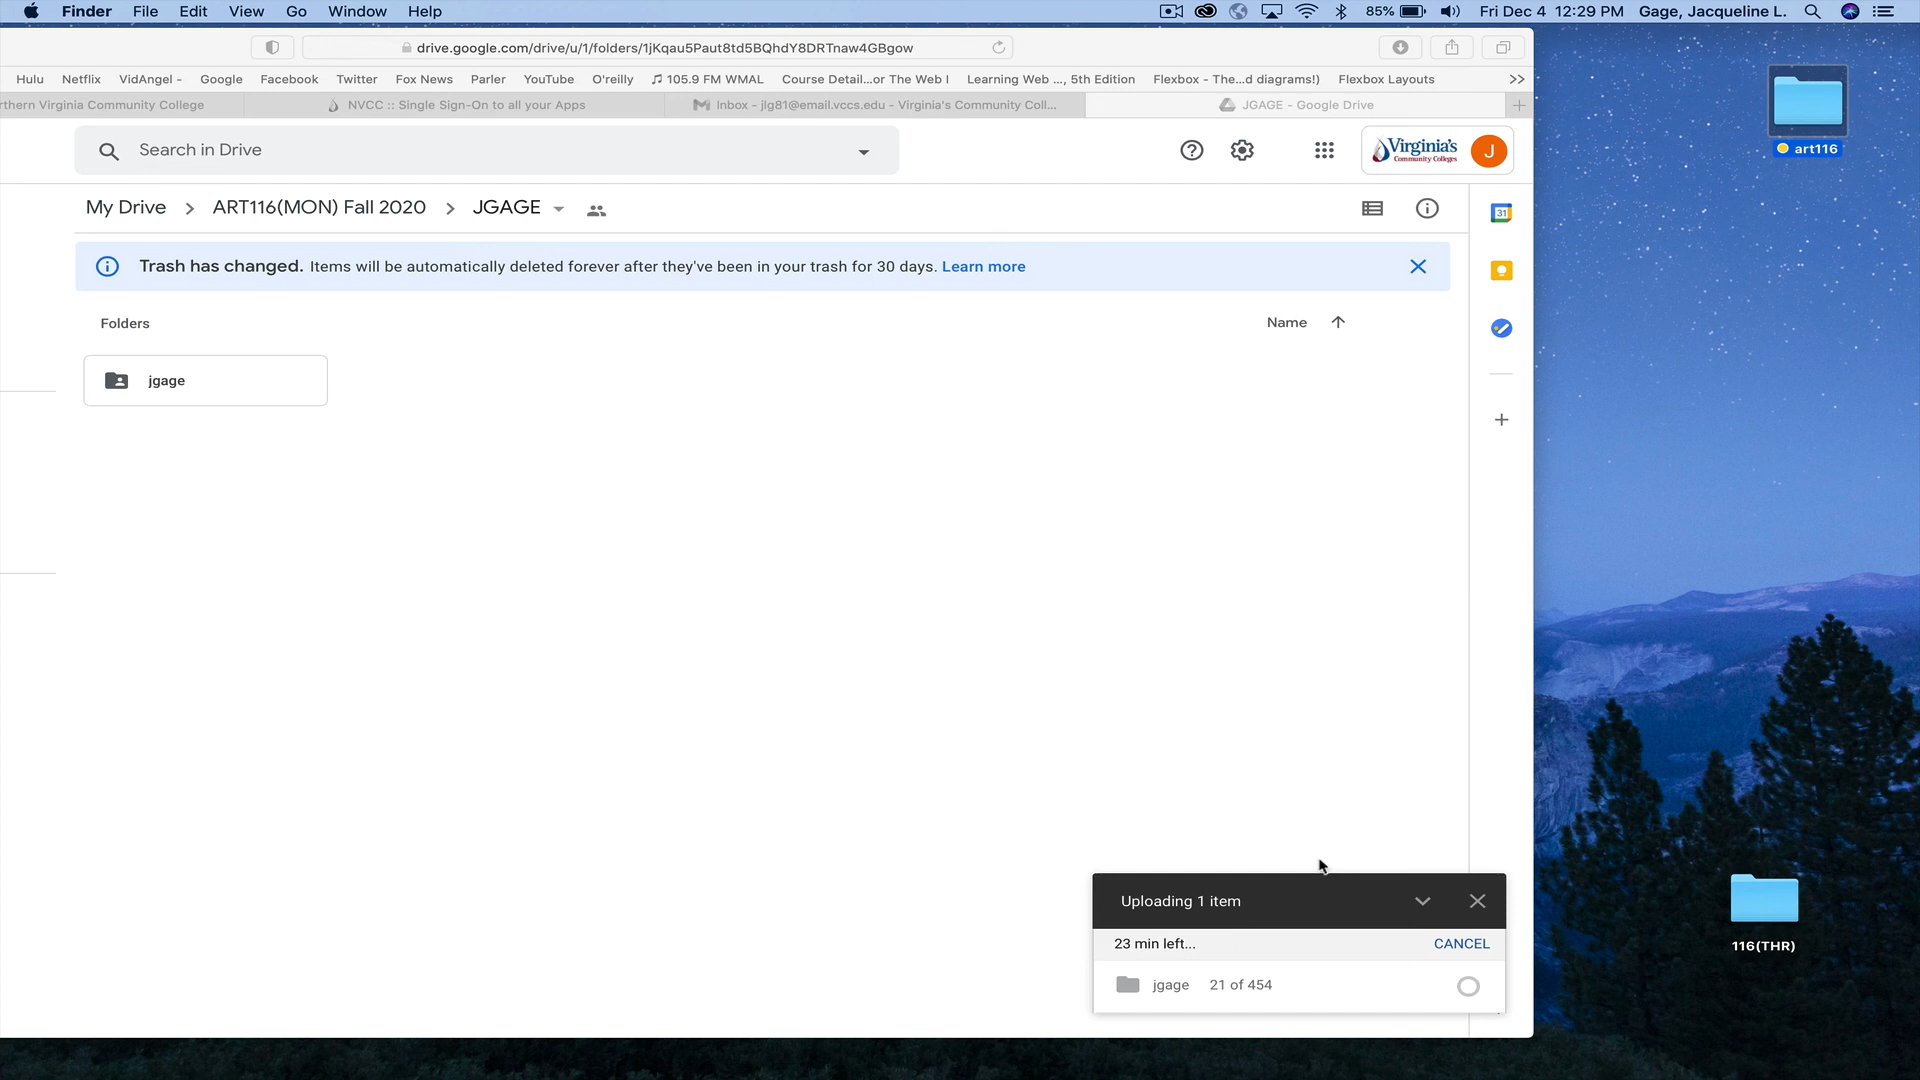 Finder File Edit View Go Window Help 85% Fri Dec 4 12:29 PM Gage, Jacqueline L.
drive.google.com/drive/u/1/folders/1jKqau5Paut8td5BQhdY8DRTnaw4GBgow
Hulu Netflix VidAngel - Google Facebook Twitter Fox News Parler YouTube O'reilly 105.9 FM WMAL Course Detail...or The Web I Learning Web ..., 5th Edition Flexbox - The...d diagrams!) Flexbox Layouts
rthern Virginia Community College NVCC :: Single Sign-On to all your Apps Inbox - jlg81@email.vccs.edu - Virginia's Community Coll... JGAGE - Google Drive
Search in Drive
Virginia's
Community Colleges
J
art116
My Drive > ART116(MON) Fall 2020 > JGAGE
31
Trash has changed. Items will be automatically deleted forever after they've been in your trash for 30 days. Learn more
Folders Name
jgage
Uploading 1 item
23 min left... CANCEL
jgage 21 of 454
116(THR)